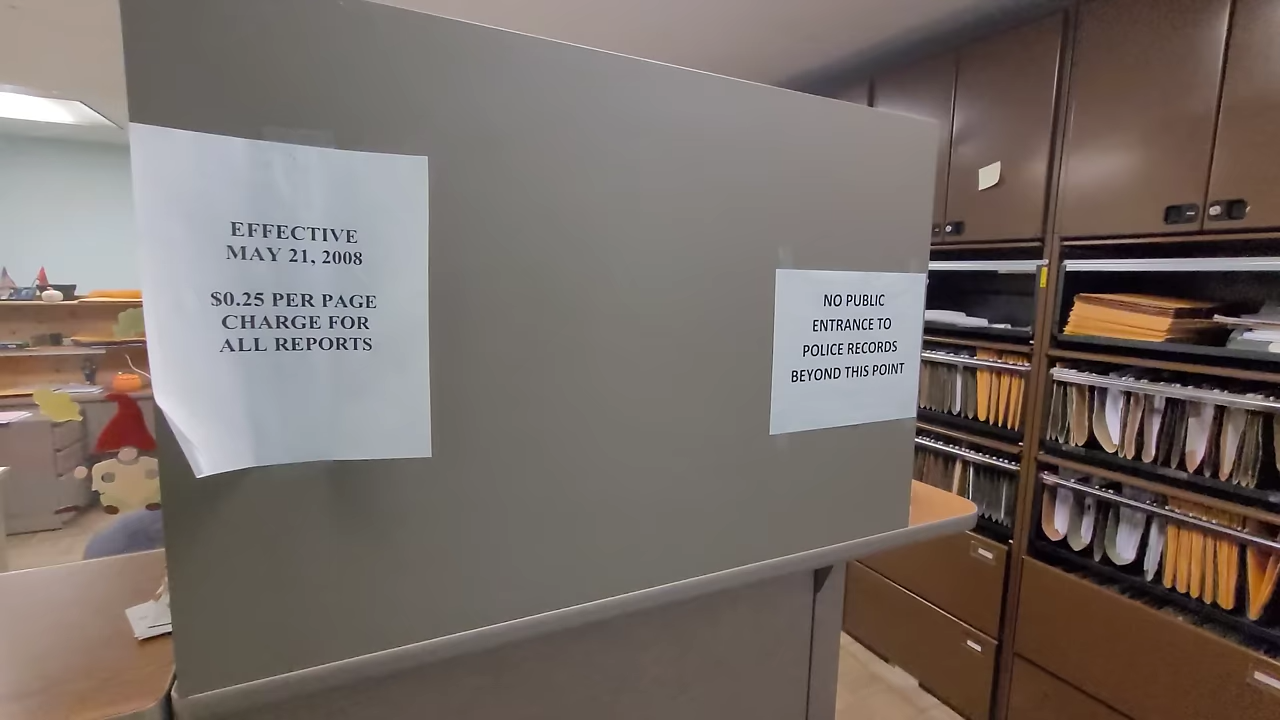 EFFECTIVE
MAY 21, 2008
$0.25 PER PAGE
CHARGE FOR
ALL REPORTS
NO PUBLIC
ENTRANCE TO
POLICE RECORDS
BEYOND THIS POINT